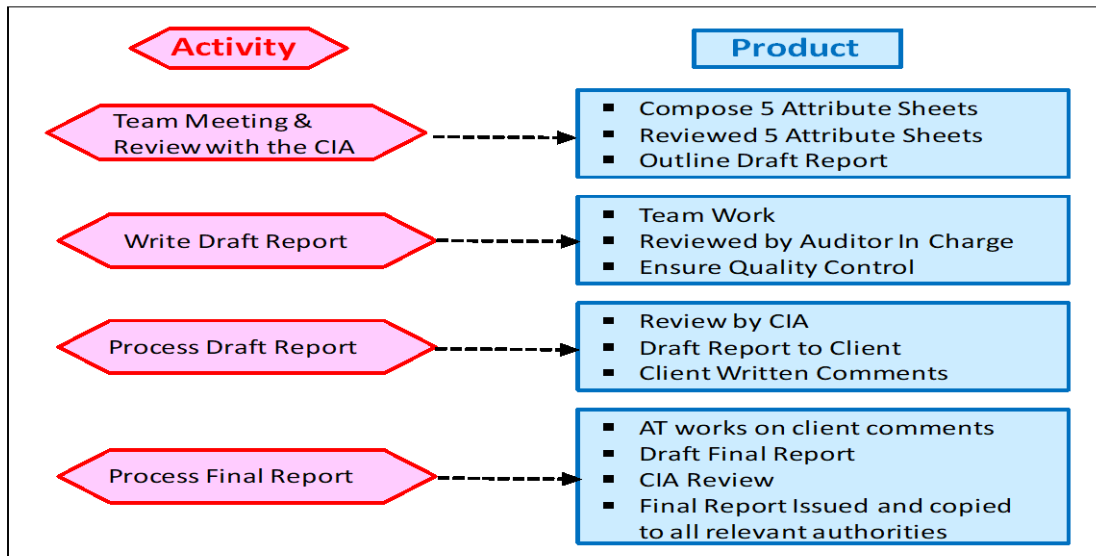 Activity
Product
Team Meeting &
Review with the CIA
▪ Compose 5 Attribute Sheets
▪ Reviewed 5 Attribute Sheets
▪ Outline Draft Report
Write Draft Report
▪ Team Work
▪ Reviewed by Auditor In Charge
▪ Ensure Quality Control
Process Draft Report
▪ Review by CIA
▪ Draft Report to Client
▪ Client Written Comments
Process Final Report
▪ AT works on client comments
▪ Draft Final Report
▪ CIA Review
▪ Final Report Issued and copied
to all relevant authorities